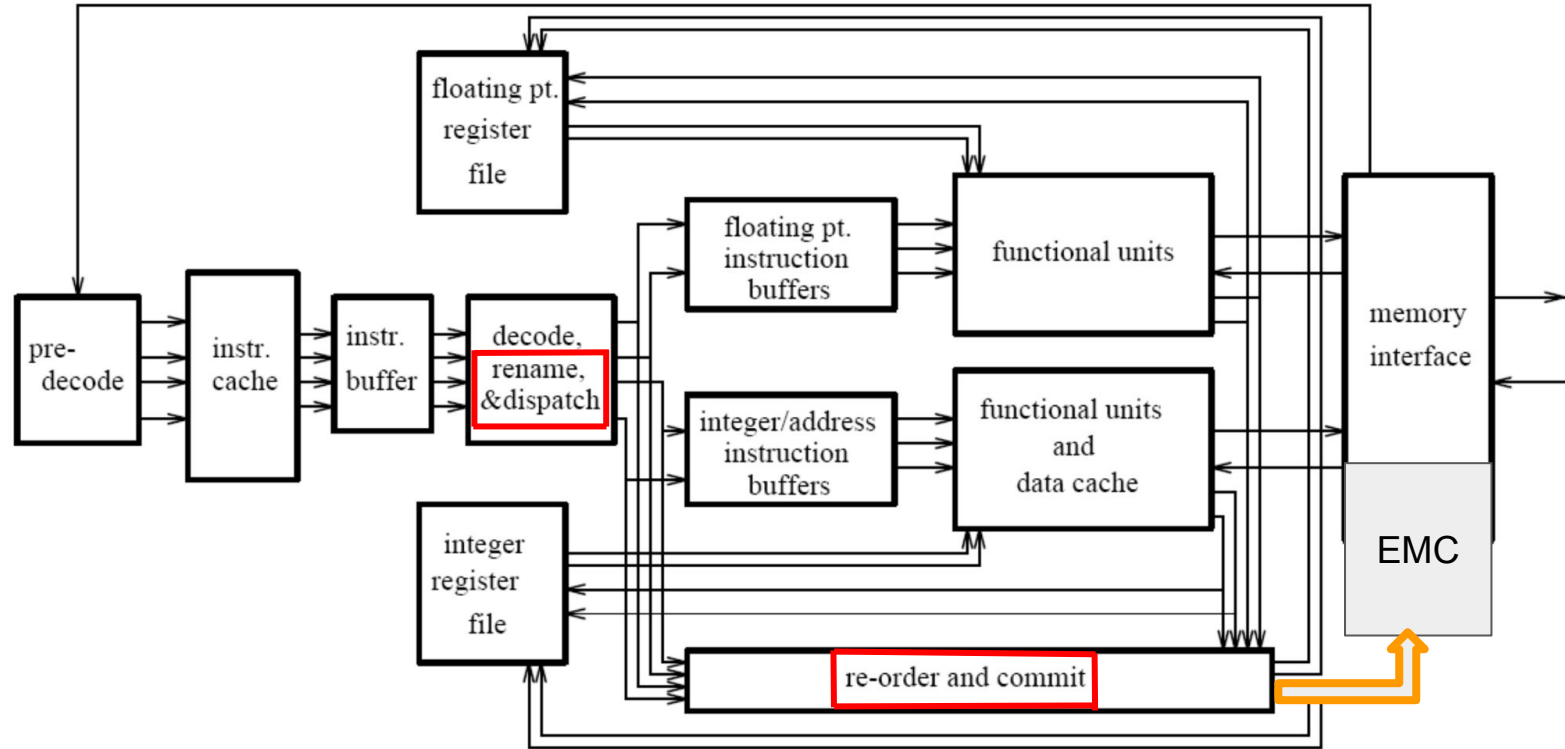 floating pt.
register
file
pre-
decode
instr.
cache
instr.
buffer
decode,
rename,
&dispatch
floating pt.
instruction
buffers
functional units
integer/address
instruction
buffers
functional units
and
data cache
memory
interface
EMC
integer
register
file
re-order and commit